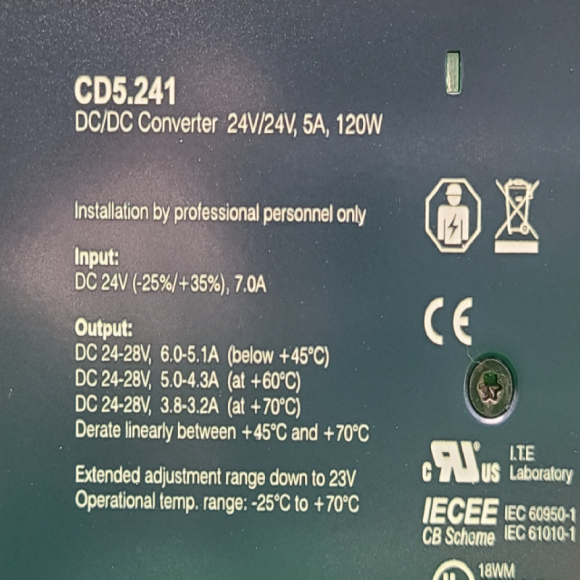 CD5.241
DC/DC Converter 24V/24V, 5A, 120W
Installation by professional personnel only
Input:
DC 24V (-25%/+35%), 7.0A
Output:
DC 24-28V, 6.0-5.1A (below +45°C)
DC 24-28V, 5.0-4.3A (at +60°C)
DC 24-28V, 3.8-3.2A (at +70°C)
Derate linearly between +45°C and +70°C
Extended adjustment range down to 23V
Operational temp. range: -25°C to +70°C
CE
c RU US I.T.E
Laboratory
IECEE IEC 60950-1
CB Scheme IEC 61010-1
UL 18WM